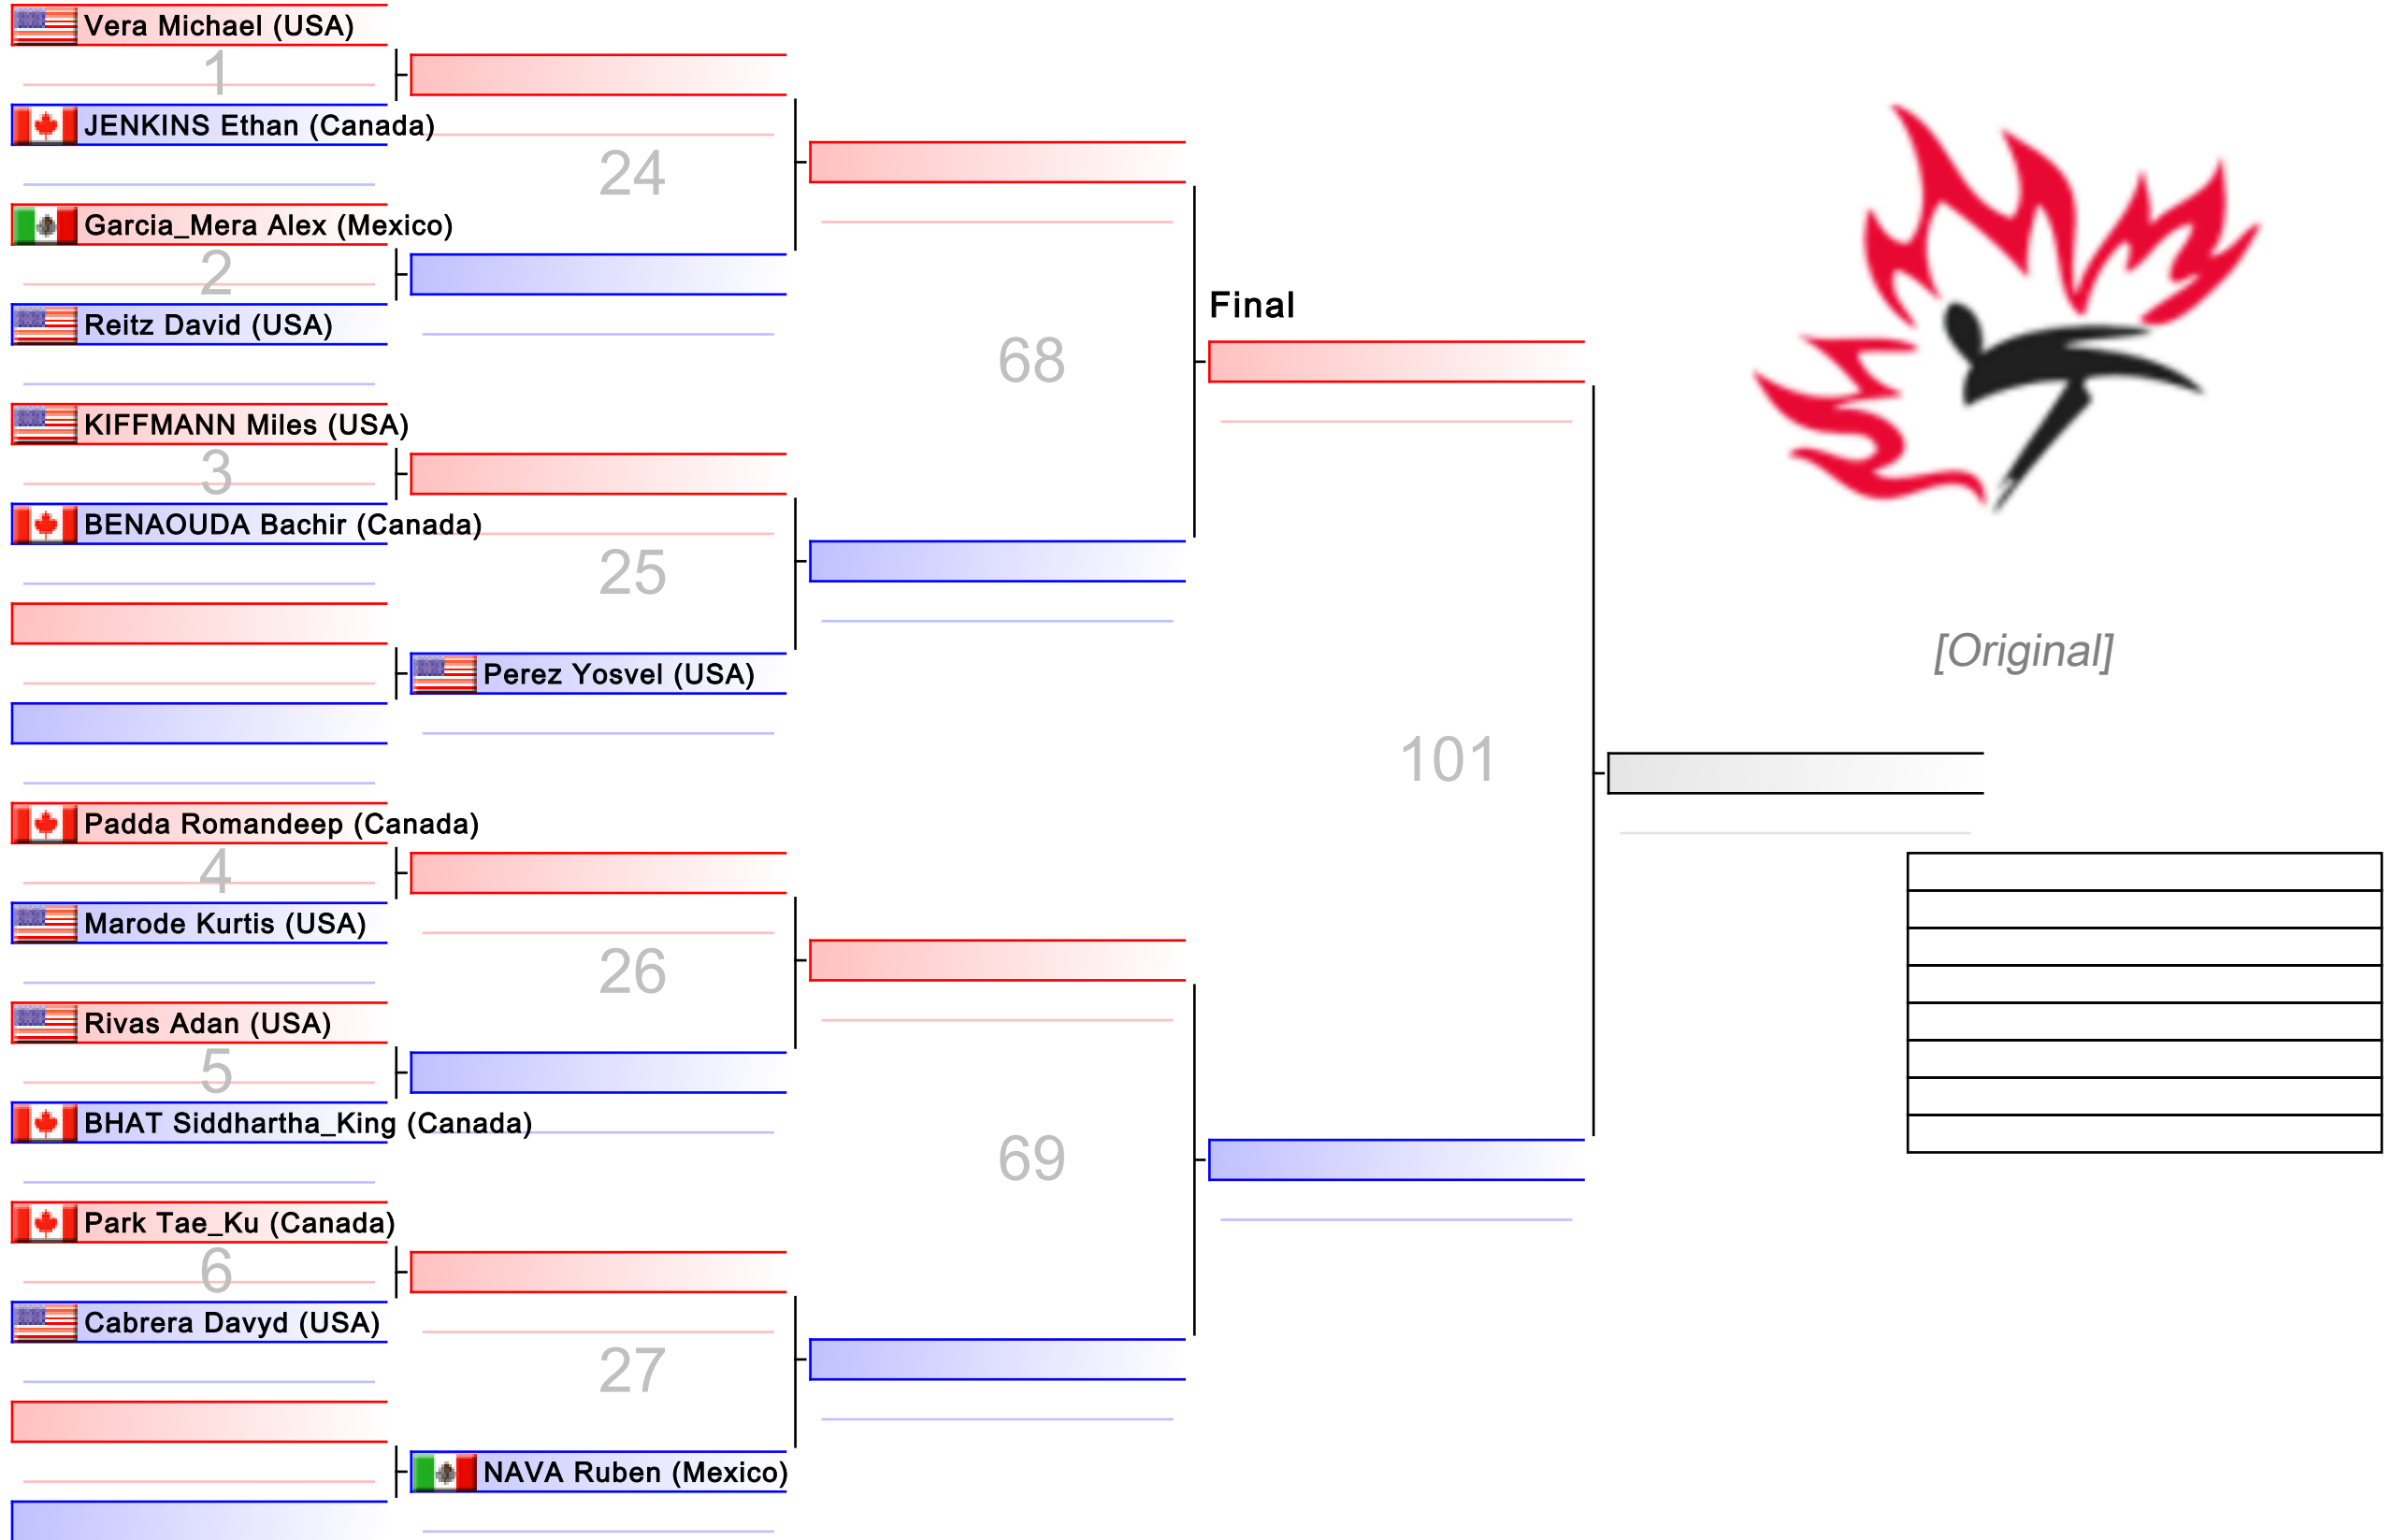 Vera Michael (USA)
1
JENKINS Ethan (Canada)
24
Garcia_Mera Alex (Mexico)
2
Reitz David (USA)
68
Final
KIFFMANN Miles (USA)
3
BENAOUDA Bachir (Canada)
25
Perez Yosvel (USA)
[Original]
101
Padda Romandeep (Canada)
4
Marode Kurtis (USA)
26
Rivas Adan (USA)
5
BHAT Siddhartha_King (Canada)
69
Park Tae_Ku (Canada)
6
Cabrera Davyd (USA)
27
NAVA Ruben (Mexico)